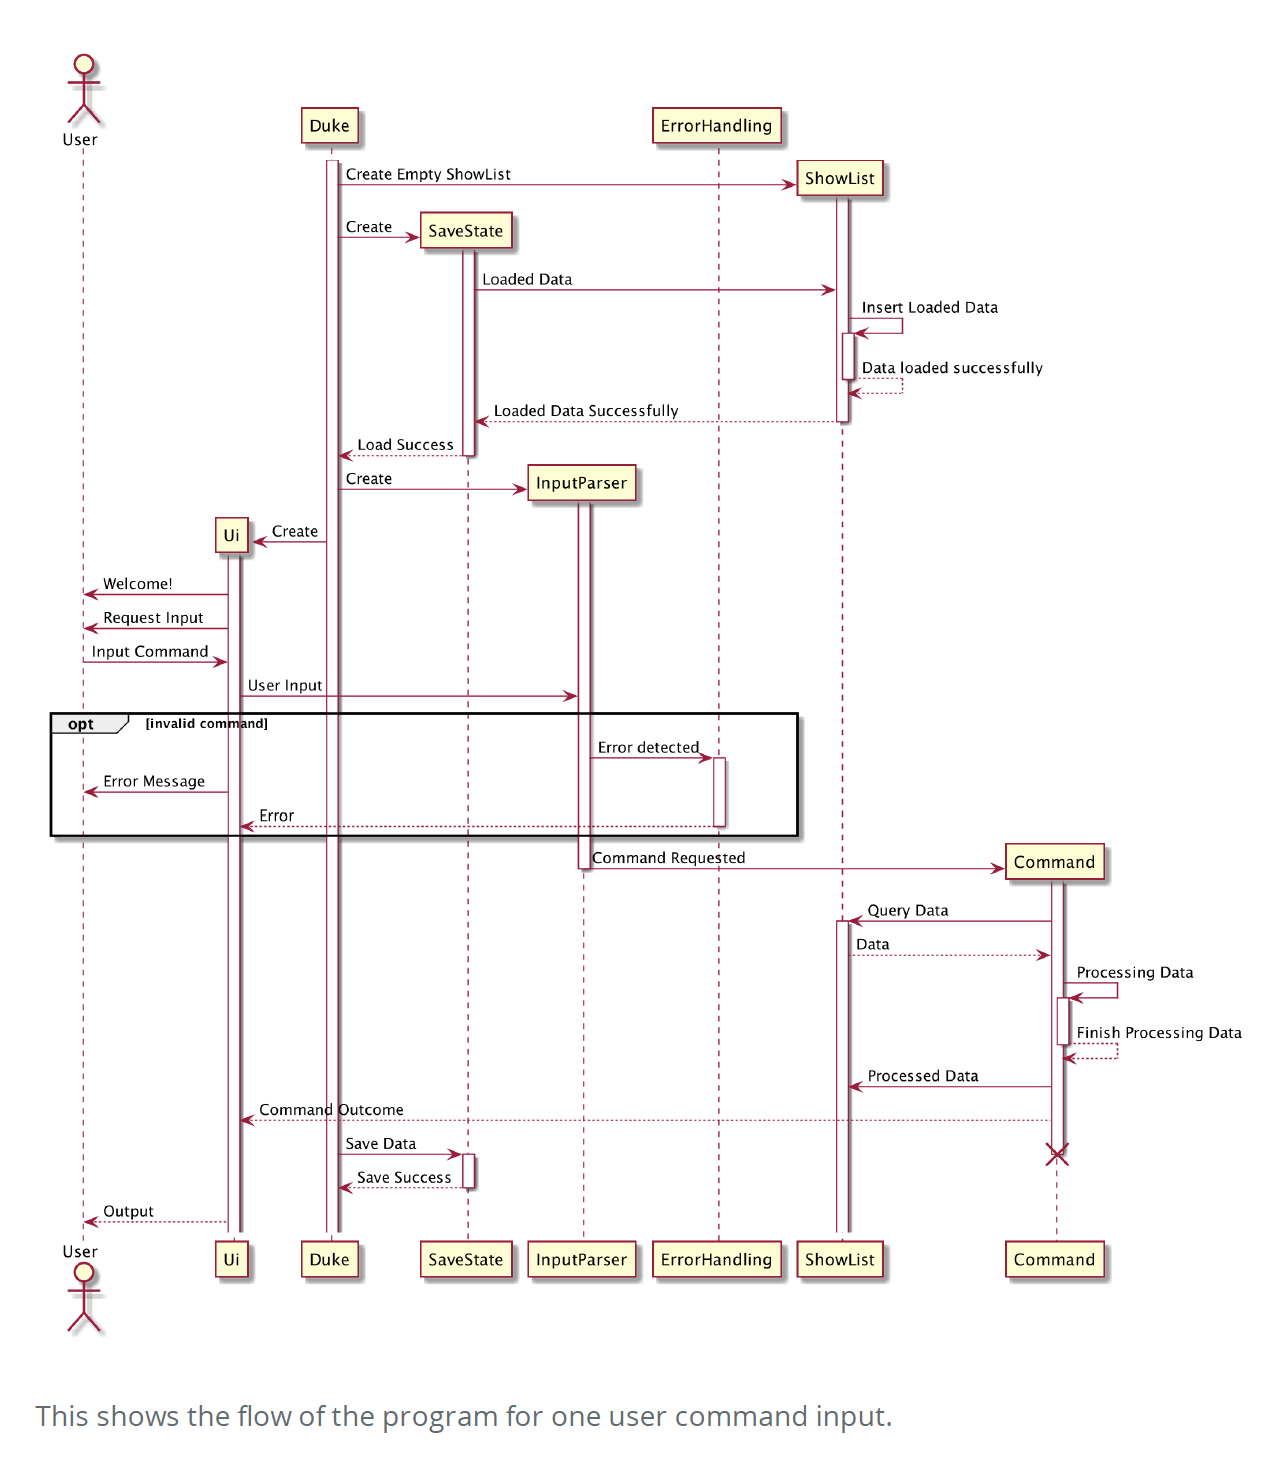 User
Duke
ErrorHandling
Create Empty ShowList
ShowList
Create
SaveState
Loaded Data
Insert Loaded Data
Data loaded successfully
Loaded Data Successfully
Load Success
Create
InputParser
Create
Ui
Welcome!
Request Input
Input Command
User Input
opt [invalid command]
Error detected
Error Message
Error
Command Requested
Command
Query Data
Data
Processing Data
Finish Processing Data
Processed Data
Command Outcome
Save Data
Save Success
Output
User
Ui
Duke
SaveState
InputParser
ErrorHandling
ShowList
Command
This shows the flow of the program for one user command input.